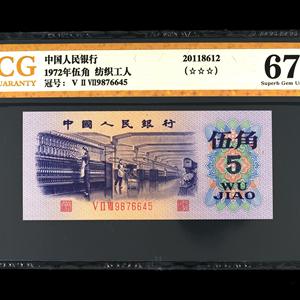 CG
GUARANTY
中国人民银行
1972年伍角 纺织工人
冠号: V II VII9876645
20118612
(☆☆☆)
67
Superb Gem U
中国人民银行
伍角
5
WU
JIAO
V II VII 9876645